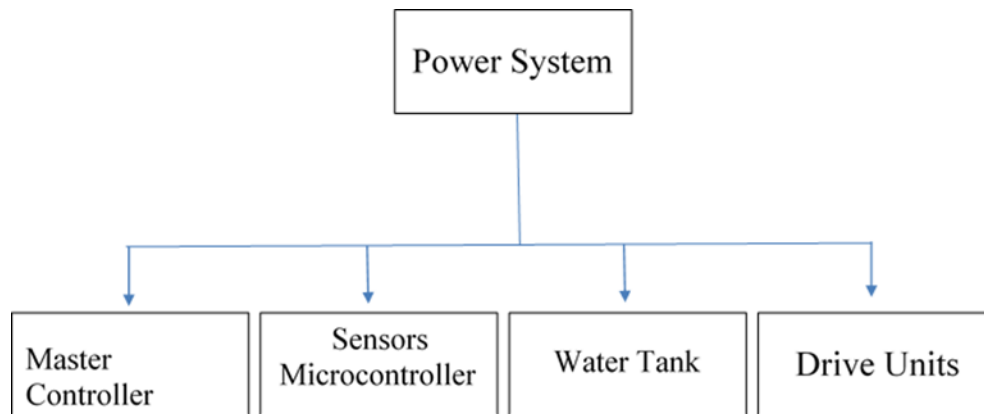 Power System
Master
Controller
Sensors
Microcontroller
Water Tank
Drive Units